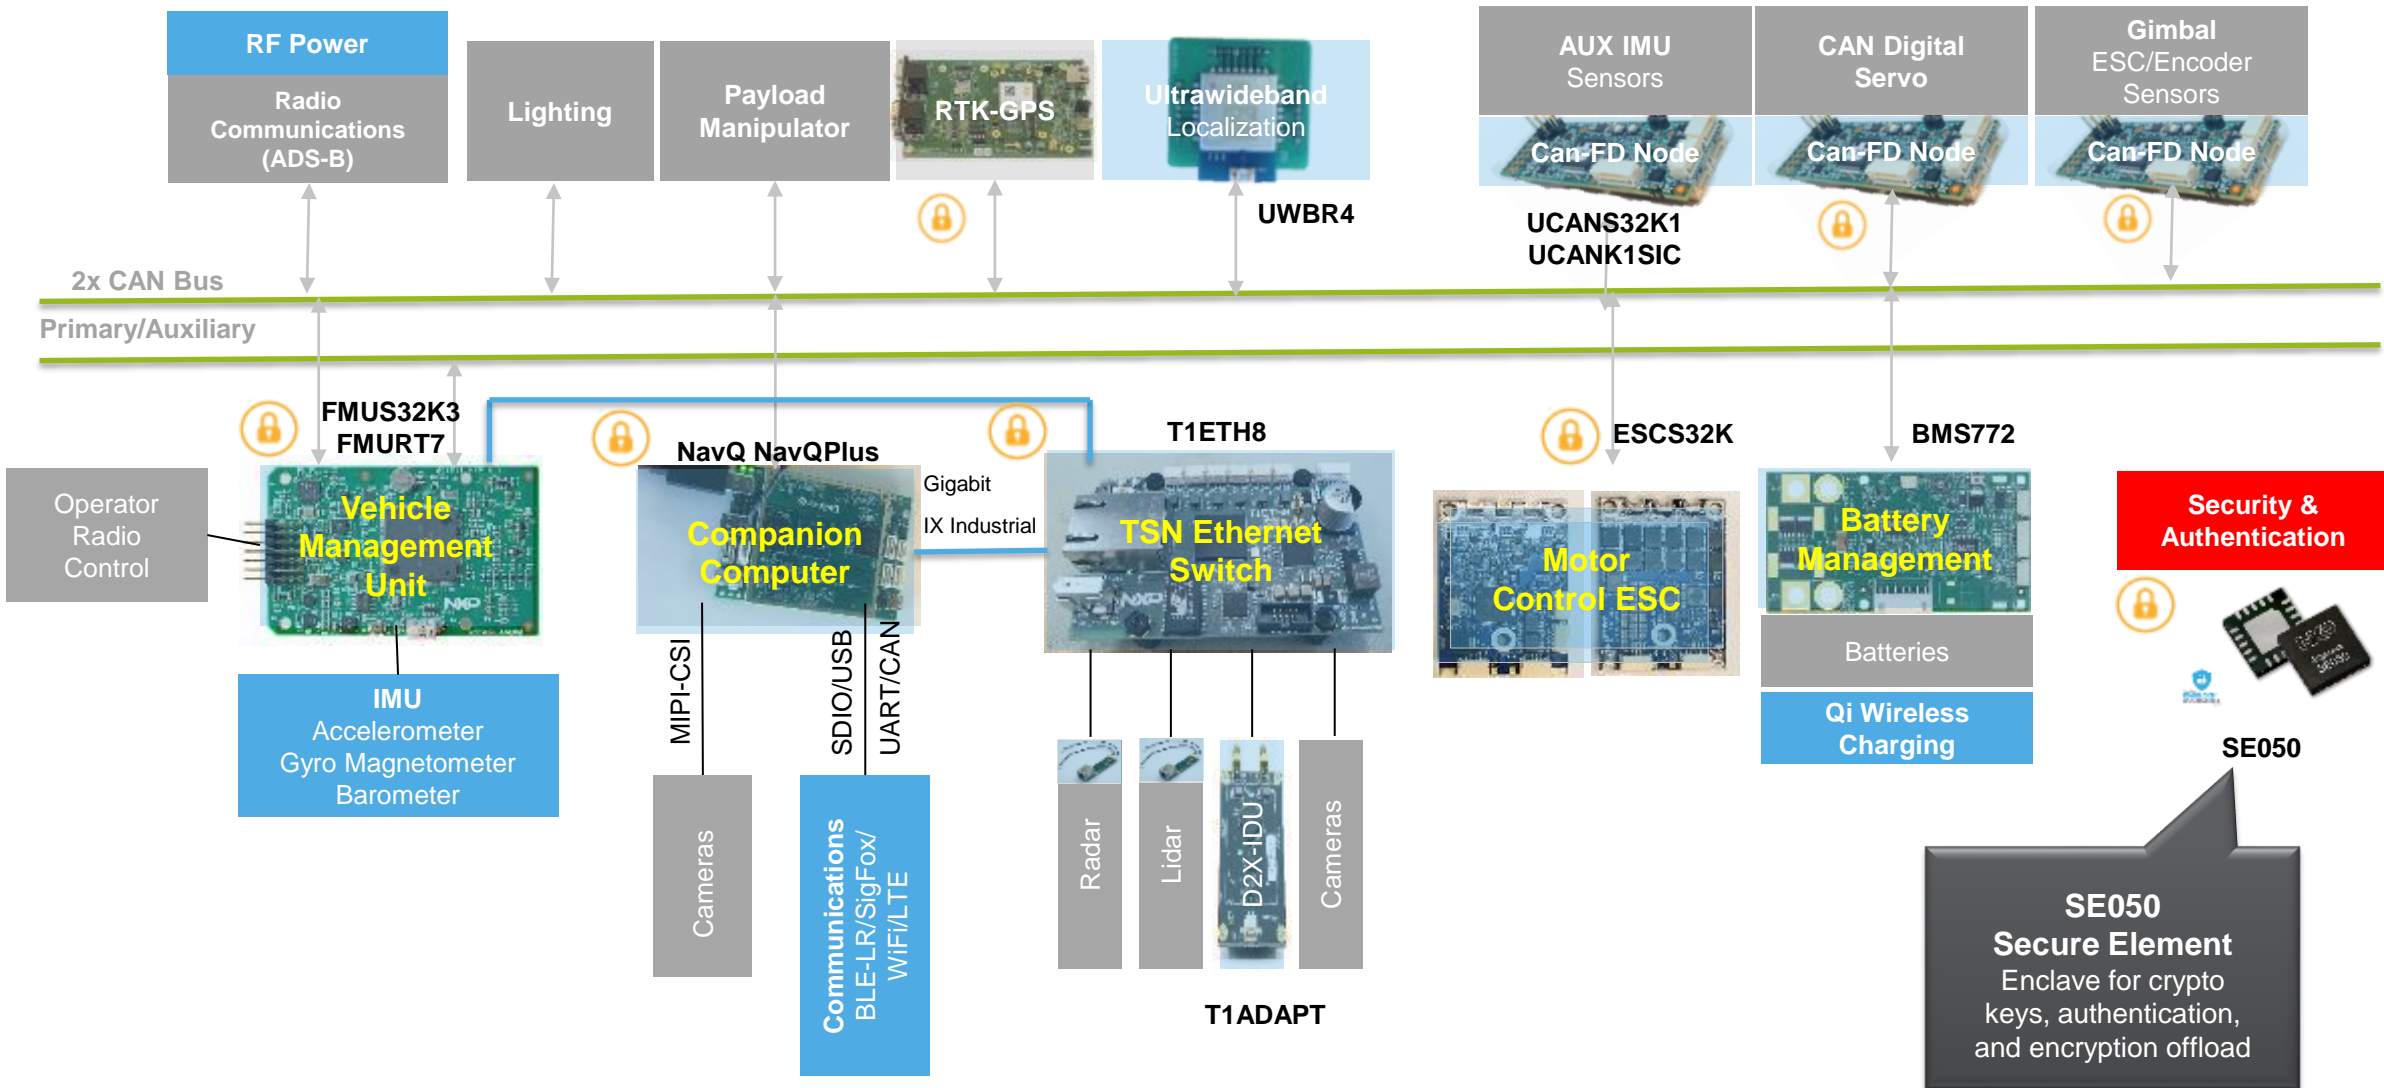 RF Power
Radio
Communications
(ADS-B)
Lighting
Payload
Manipulator
RTK-GPS
Ultrawideband
Localization
AUX IMU
Sensors
CAN Digital
Servo
Gimbal
ESC/Encoder
Sensors
Can-FD Node
Can-FD Node
Can-FD Node
UWBR4
UCANS32K1
UCANK1SIC
2x CAN Bus
Primary/Auxiliary
FMUS32K3
FMURT7
NavQ NavQPlus
T1ETH8
ESCS32K
BMS772
Operator
Radio
Control
Vehicle
Management
Unit
NXP
Companion
Computer
Gigabit
IX Industrial
TSN Ethernet
Switch
NXP
Motor
Control ESC
Battery
Management
Security &
Authentication
Batteries
Qi Wireless
Charging
SE050
IMU
Accelerometer
Gyro Magnetometer
Barometer
MIPI-CSI
SDIO/USB
UART/CAN
Cameras
Communications
BLE-LR/SigFox/
WiFi/LTE
Radar
Lidar
D2X-IDU
Cameras
T1ADAPT
SE050
Secure Element
Enclave for crypto
keys, authentication,
and encryption offload